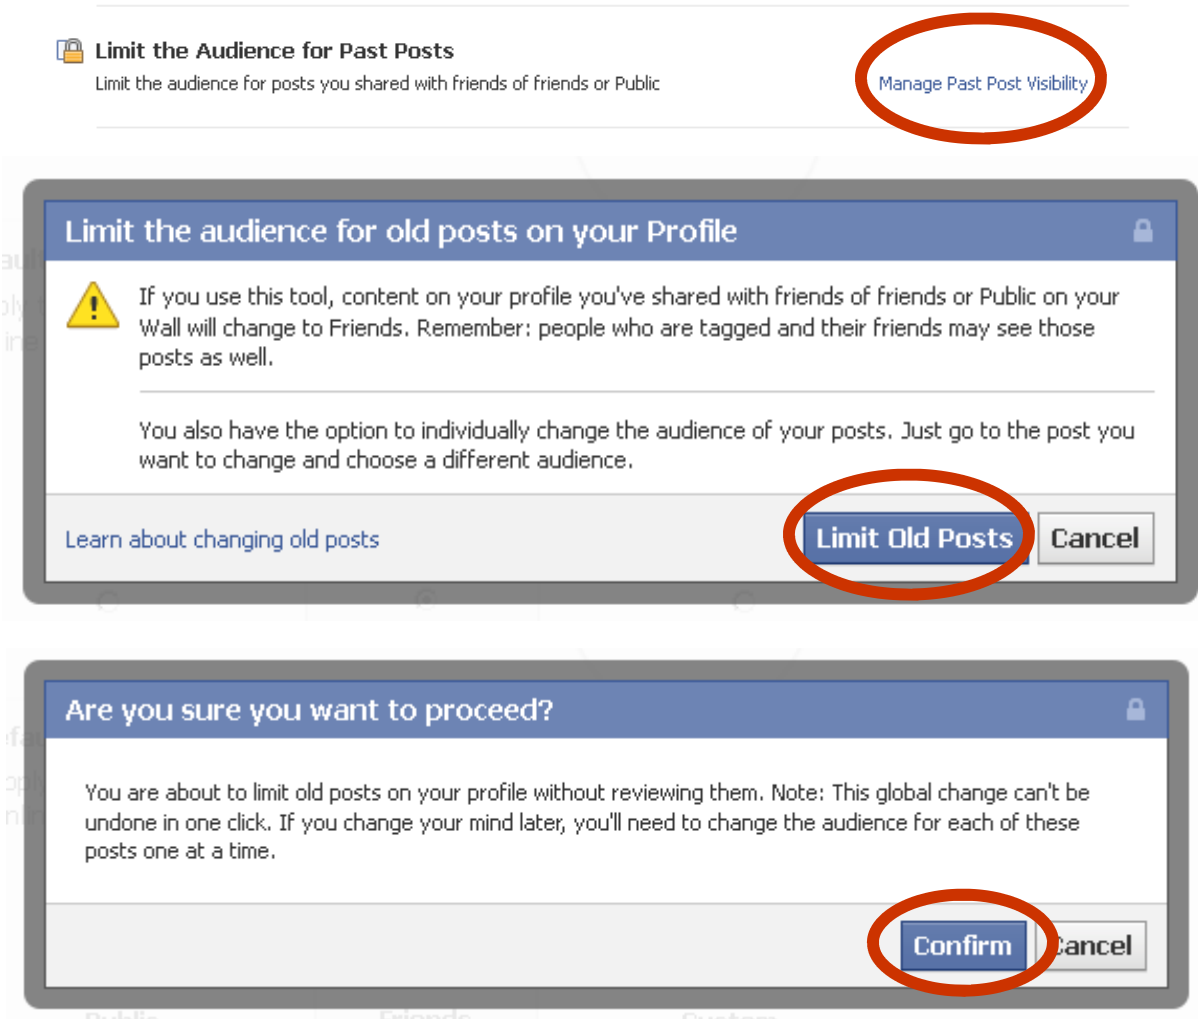 Limit the Audience for Past Posts
Limit the audience for posts you shared with friends of friends or Public
Manage Past Post Visibility
Limit the audience for old posts on your Profile
If you use this tool, content on your profile you've shared with friends of friends or Public on your
Wall will change to Friends. Remember: people who are tagged and their friends may see those
posts as well.
You also have the option to individually change the audience of your posts. Just go to the post you
want to change and choose a different audience.
Learn about changing old posts
Limit Old Posts
Cancel
Are you sure you want to proceed?
You are about to limit old posts on your profile without reviewing them. Note: This global change can't be
undone in one click. If you change your mind later, you'll need to change the audience for each of these
posts one at a time.
Confirm
Cancel
Public
Friends
Custom